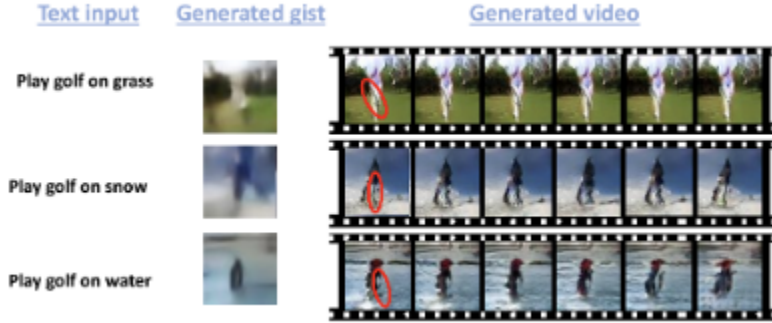 Text input Generated gist Generated video
Play golf on grass
Play golf on snow
Play golf on water